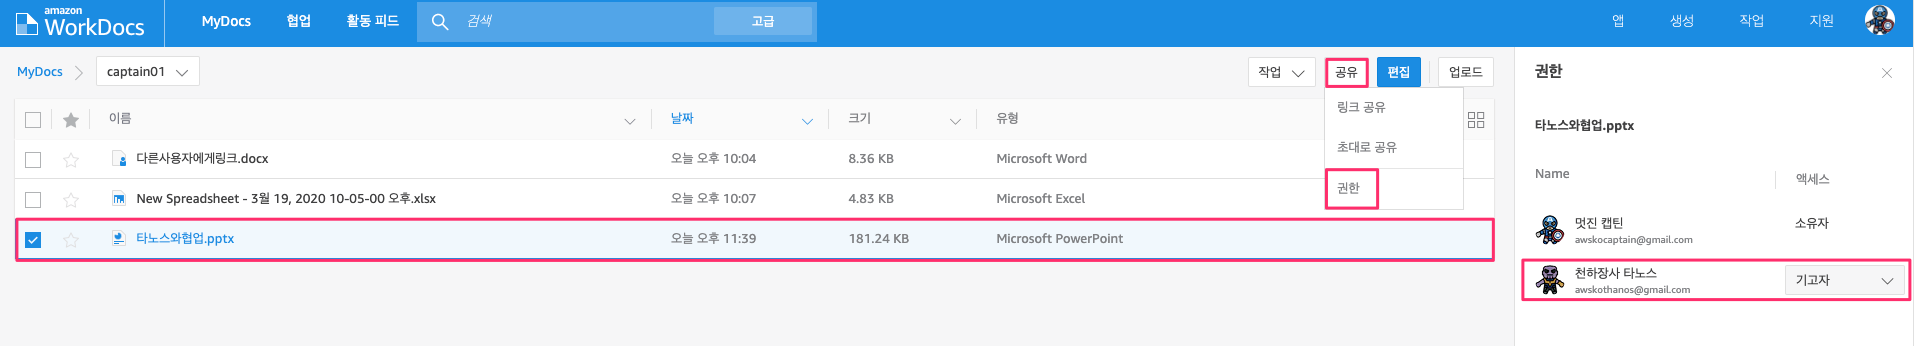 amazon
WorkDocs
MyDocs 협업 활동 피드 검색 고급 앱 생성 작업 지원
MyDocs captain01 작업 공유 편집 업로드
이름 날짜 크기 유형
다른사용자에게링크.docx 오늘 오후 10:04 8.36 KB Microsoft Word
New Spreadsheet - 3월 19, 2020 10-05-00 오후.xlsx 오늘 오후 10:07 4.83 KB Microsoft Excel
타노스와협업.pptx 오늘 오후 11:39 181.24 KB Microsoft PowerPoint
링크 공유
초대로 공유
권한
권한
타노스와협업.pptx
Name 액세스
멋진 캡틴 소유자
awskocaptain@gmail.com
천하장사 타노스 기고자
awskothanos@gmail.com